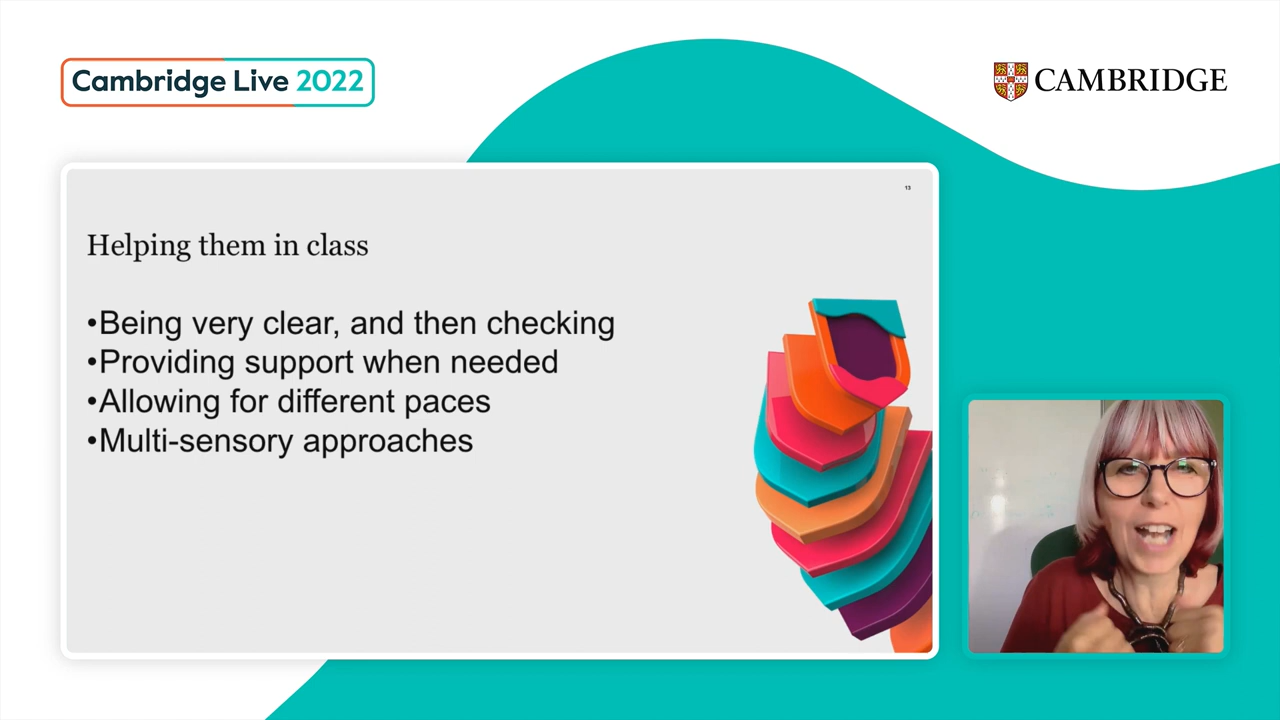 Cambridge Live 2022
CAMBRIDGE
13
Helping them in class
•Being very clear, and then checking
•Providing support when needed
•Allowing for different paces
•Multi-sensory approaches